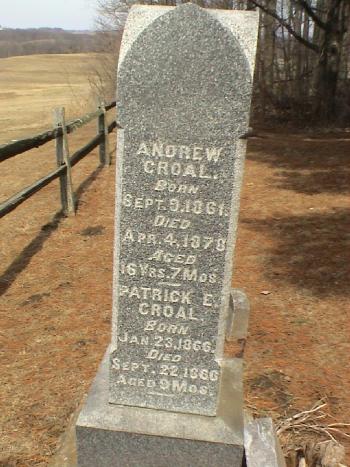 ANDREW
CROAL.
BORN
SEPT. 9, 1861.
DIED
APR. 4, 1878
AGED
16 YRS. 7 MOS.
PATRICK E.
CROAL
BORN
JAN 23, 1866.
DIED
SEPT. 22, 1866
AGED 9 MOS.